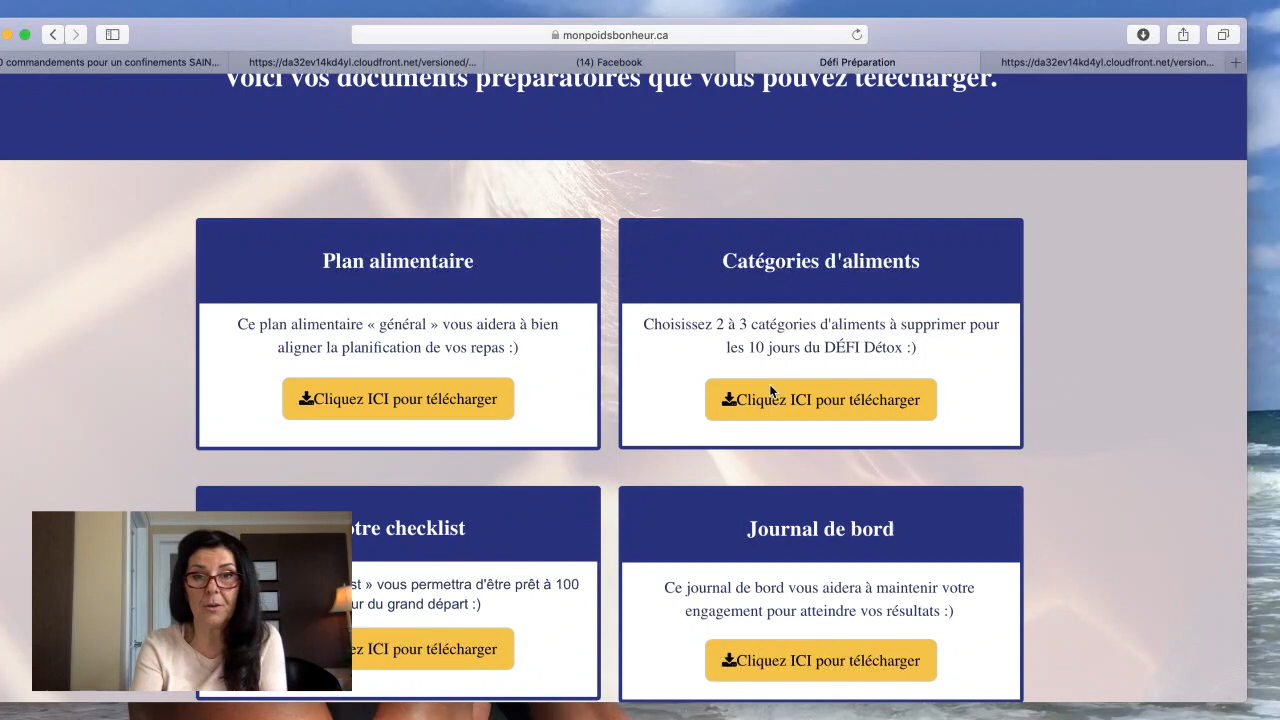 monpoidsbonheur.ca
0 commandements pour un confinements SAIN...
https://da32ev14kd4yl.cloudfront.net/versioned/...
(14) Facebook
Défi Préparation
https://da32ev14kd4yl.cloudfront.net/version...
Voici vos documents préparatoires que vous pouvez télécharger.
Plan alimentaire
Ce plan alimentaire « général » vous aidera à bien
aligner la planification de vos repas :)
Cliquez ICI pour télécharger
Catégories d'aliments
Choisissez 2 à 3 catégories d'aliments à supprimer pour
les 10 jours du DÉFI Détox :)
Cliquez ICI pour télécharger
otre checklist
st » vous permettra d'être prêt à 100
ur du grand départ :)
ez ICI pour télécharger
Journal de bord
Ce journal de bord vous aidera à maintenir votre
engagement pour atteindre vos résultats :)
Cliquez ICI pour télécharger